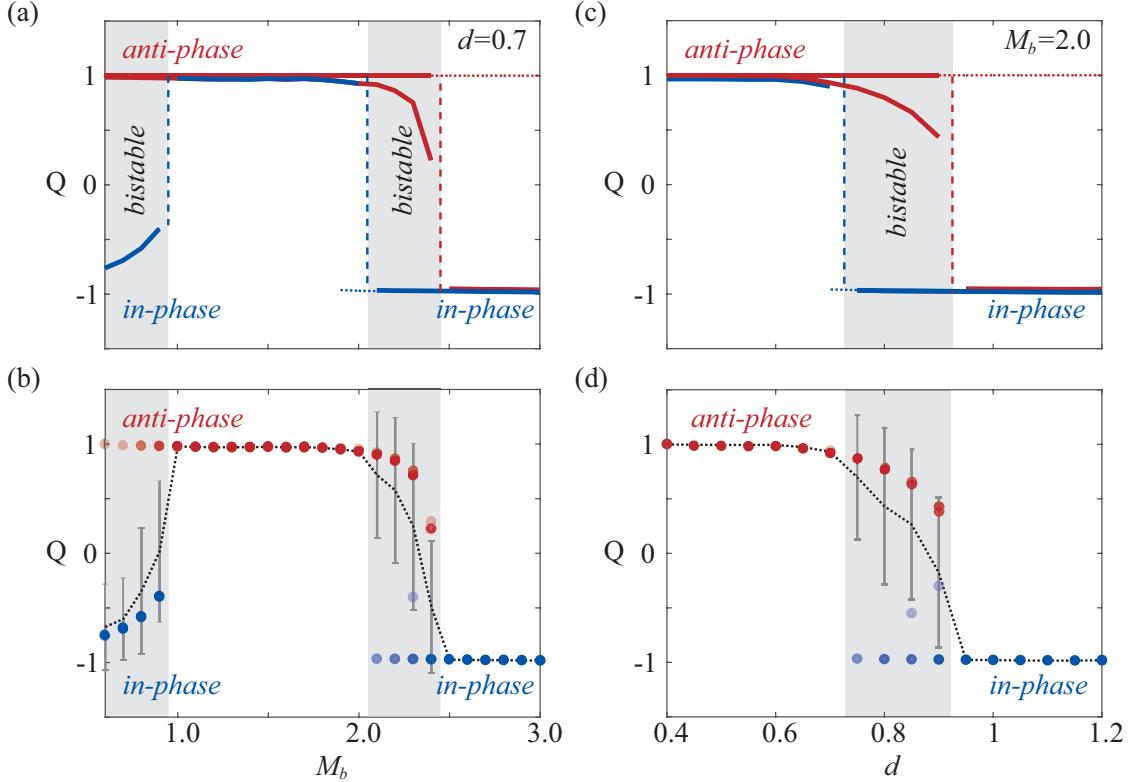 (a)
anti-phase
d=0.7
1
0
-1
Q
bistable
bistable
in-phase
in-phase
(c)
anti-phase
M_b=2.0
1
0
-1
Q
bistable
in-phase
(b)
anti-phase
1
0
-1
Q
in-phase
in-phase
1.0
2.0
3.0
M_b
(d)
anti-phase
1
0
-1
Q
in-phase
0.4
0.6
0.8
1
1.2
d